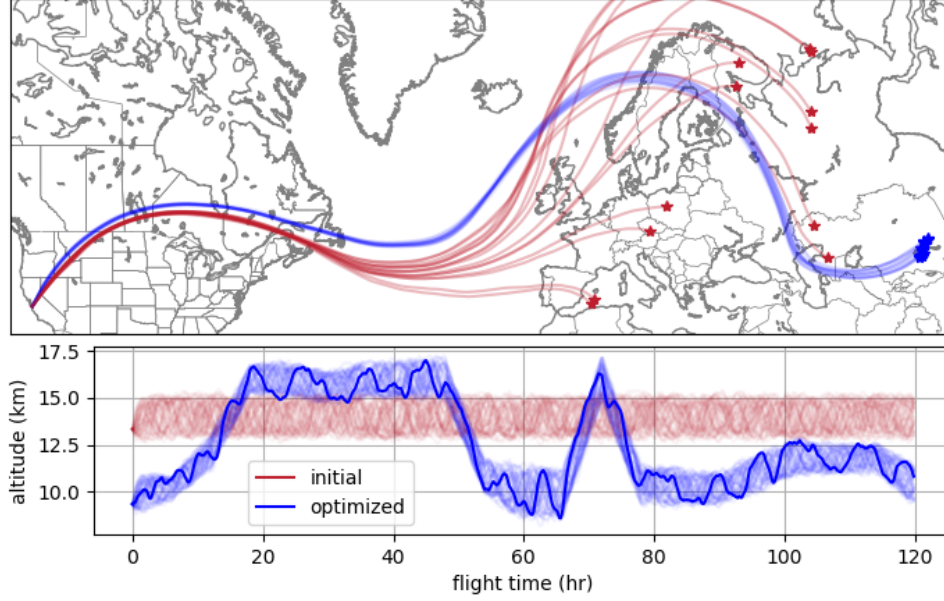 17.5
15.0
12.5
10.0
altitude (km)
initial
optimized
0 20 40 60 80 100 120
flight time (hr)